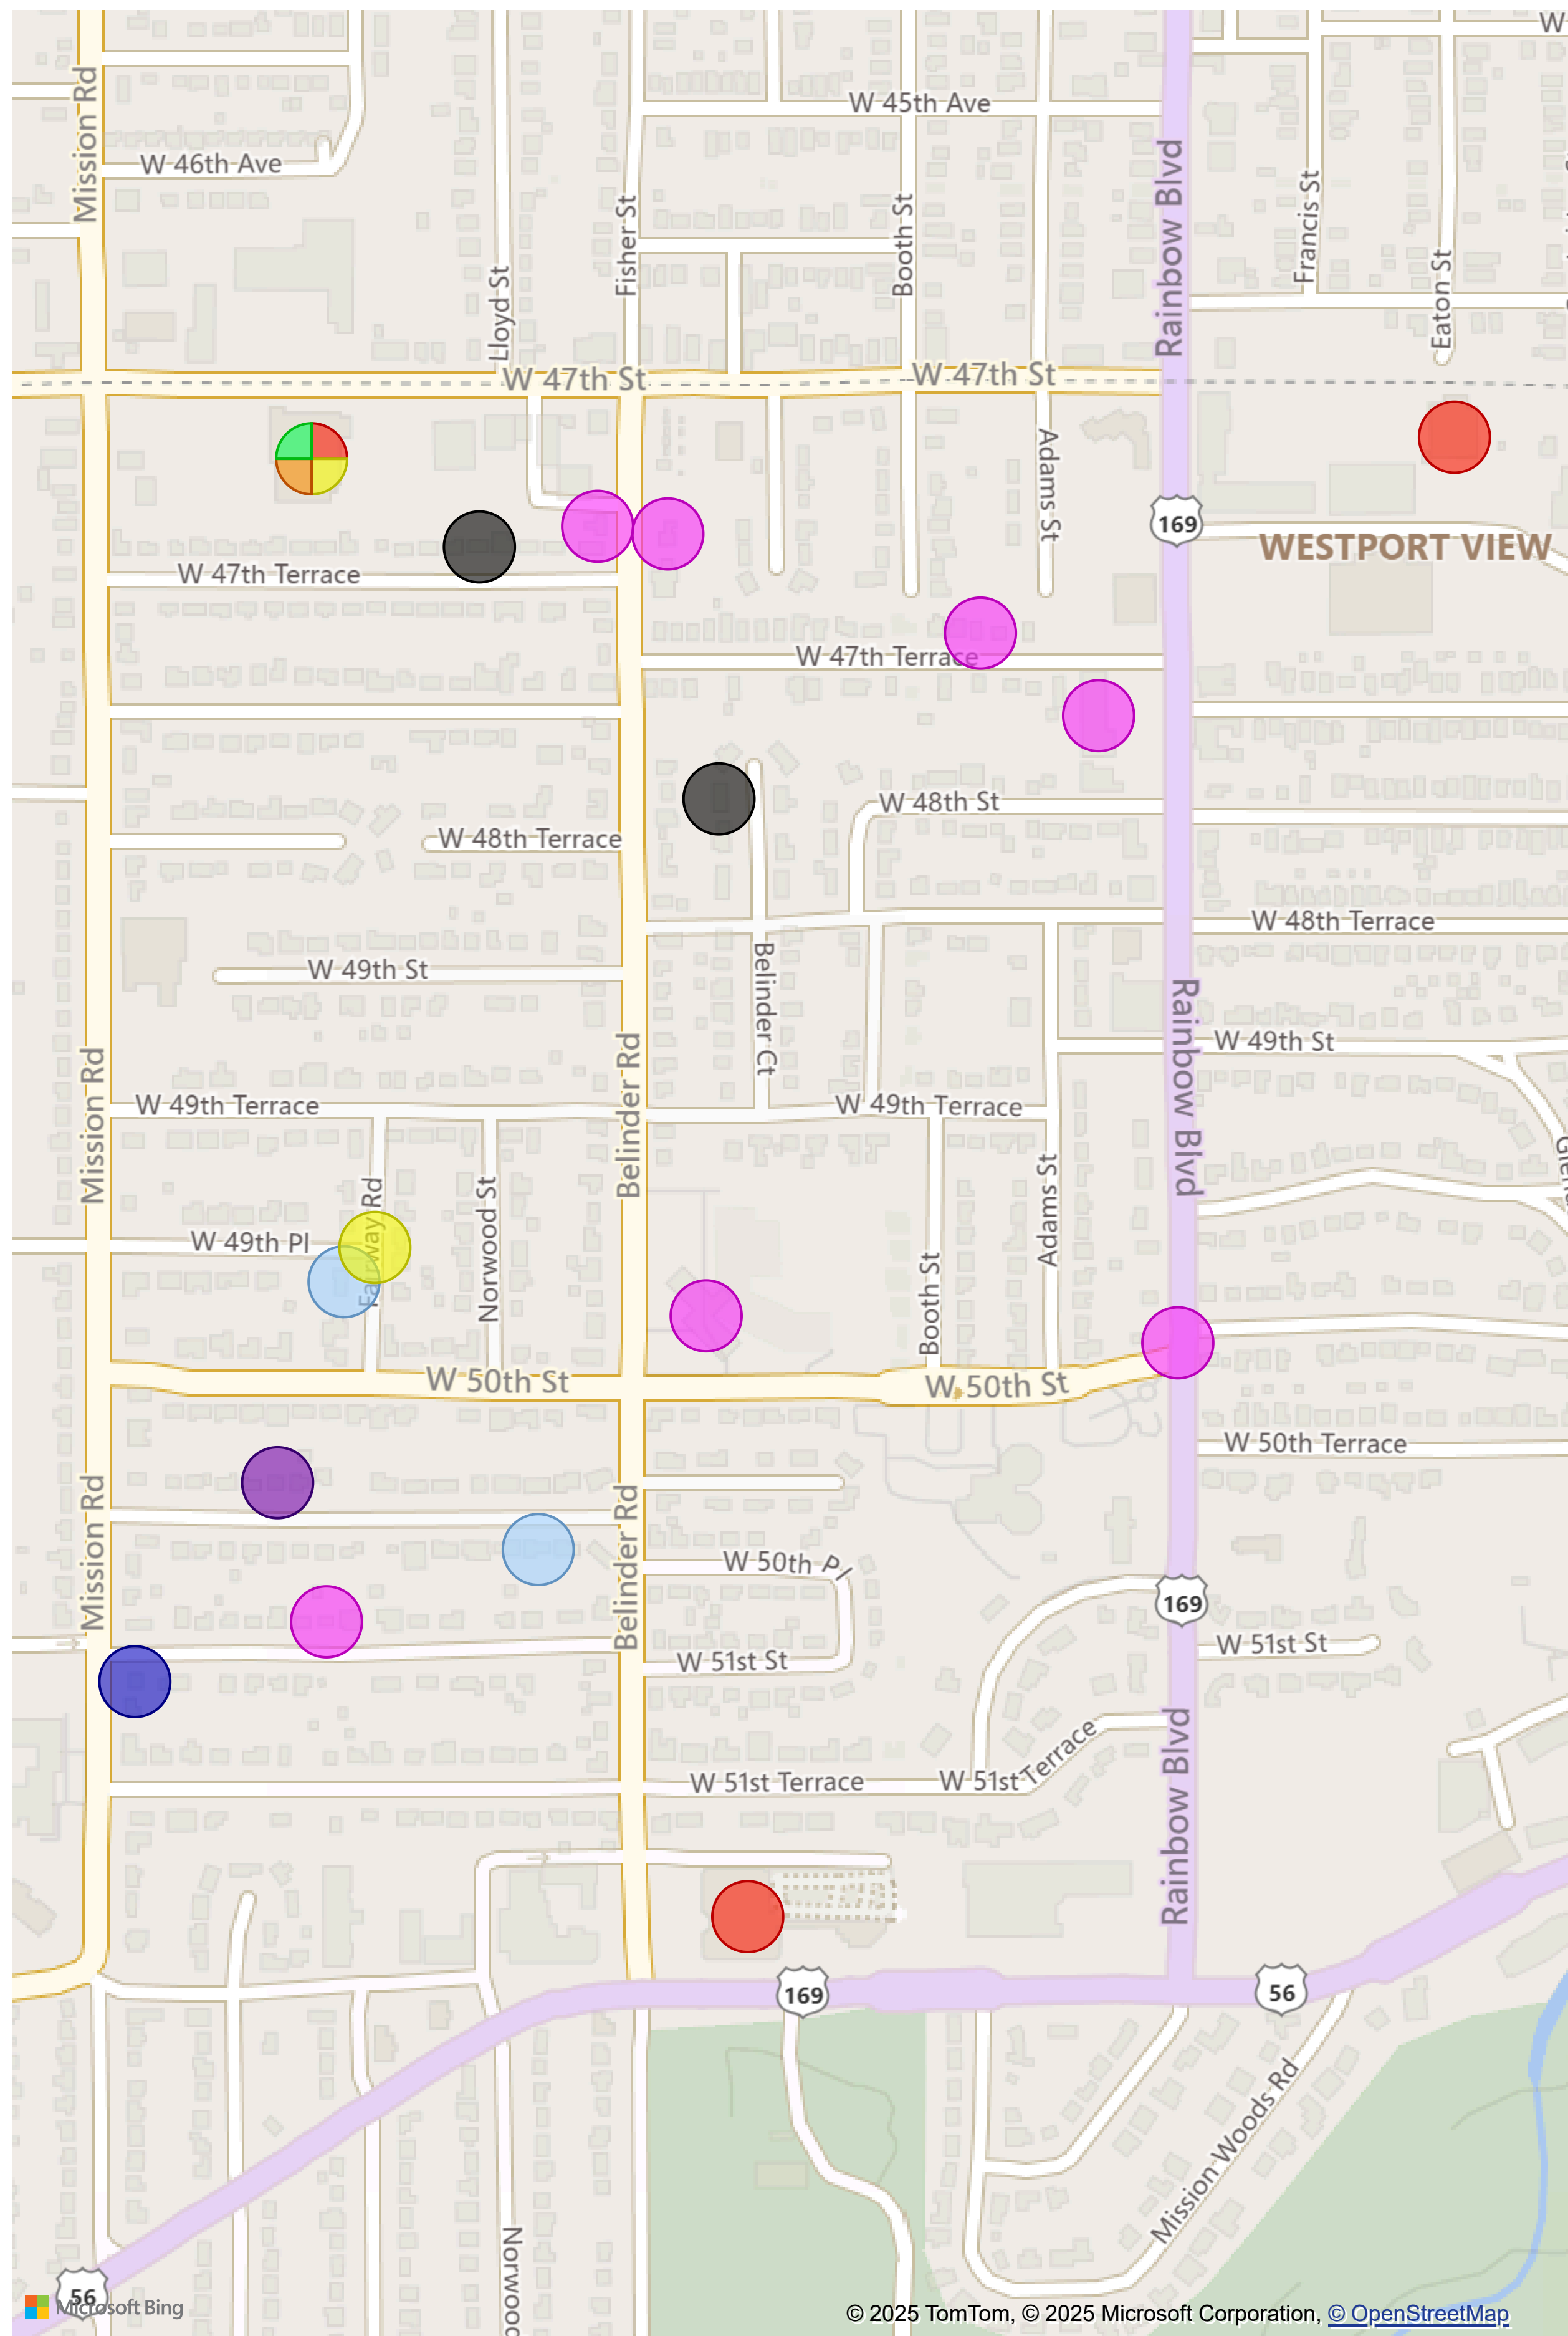 W
W 45th Ave
Mission Rd
W 46th Ave
Rainbow Blvd
Francis St
Fisher St
Booth St
Lloyd St
Eaton St
W 47th St
W 47th St
Adams St
169
WESTPORT VIEW
W 47th Terrace
W 47th Terrace
W 48th St
W 48th Terrace
W 48th Terrace
Belinder Ct
W 49th St
Rainbow Blvd
W 49th St
Belinder Rd
Mission Rd
W 49th Terrace
W 49th Terrace
Fairway Rd
Norwood St
Adams St
W 49th Pl
Booth St
W 50th St
W 50th St
W 50th Terrace
Mission Rd
Belinder Rd
W 50th Pl
169
W 51st St
W 51st St
Rainbow Blvd
W 51st Terrace
W 51st Terrace
169
56
Mission Woods Rd
Norwood
56
Microsoft Bing
© 2025 TomTom, © 2025 Microsoft Corporation, © OpenStreetMap